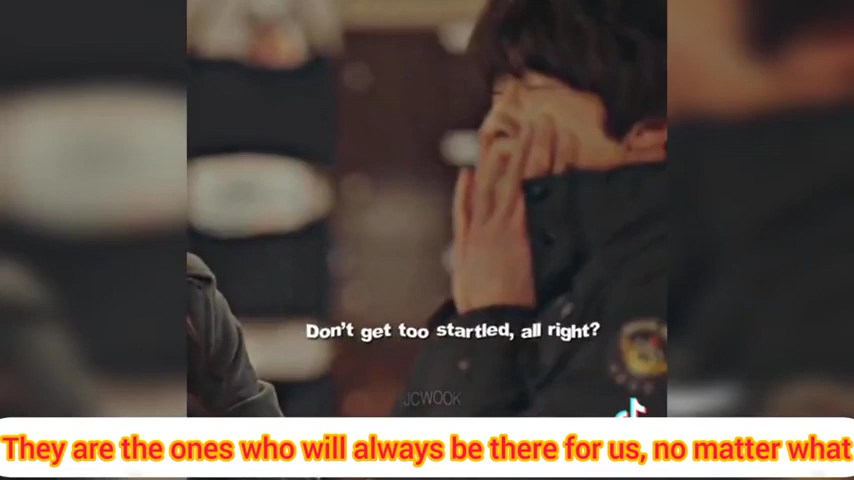 Don't get too startled, all right?
JCWOOK
They are the ones who will always be there for us, no matter what